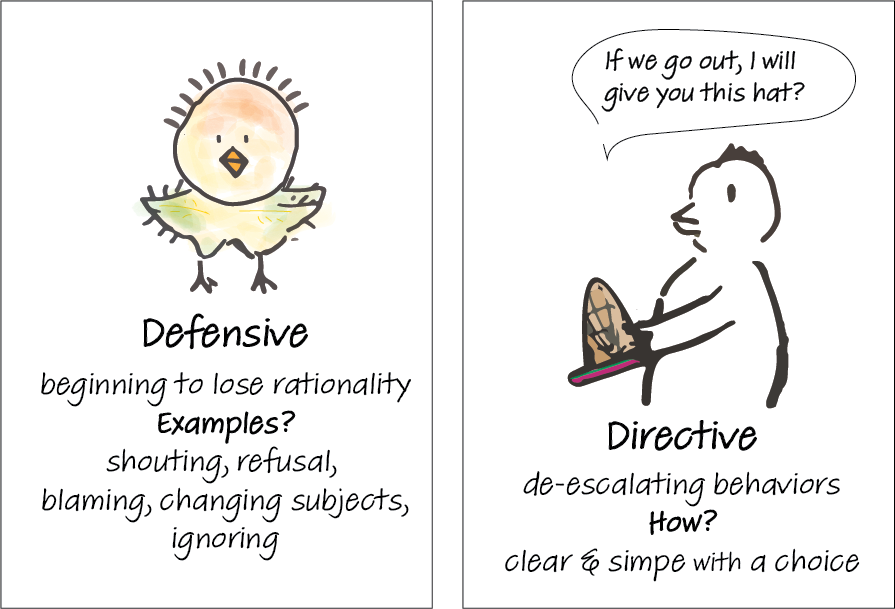 Defensive
beginning to lose rationality
Examples?
shouting, refusal,
blaming, changing subjects,
ignoring
If we go out, I will
give you this hat?
Directive
de-escalating behaviors
How?
clear & simpe with a choice